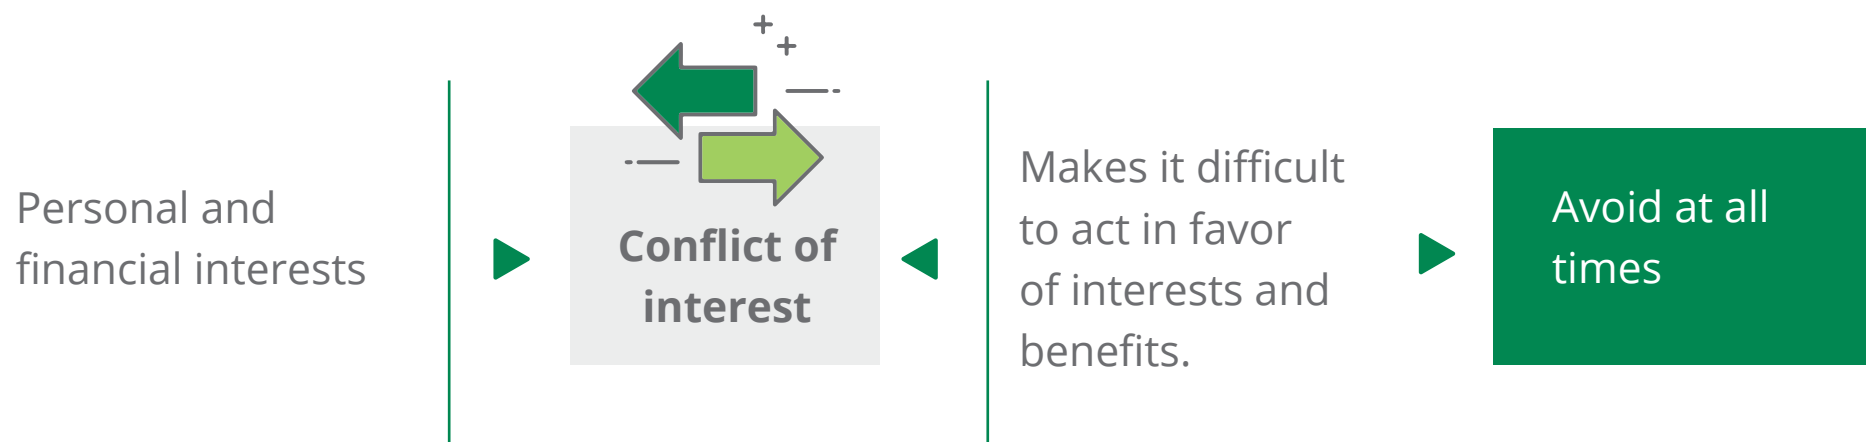 Personal and
financial interests
Conflict of
interest
Makes it difficult
to act in favor
of interests and
benefits.
Avoid at all
times